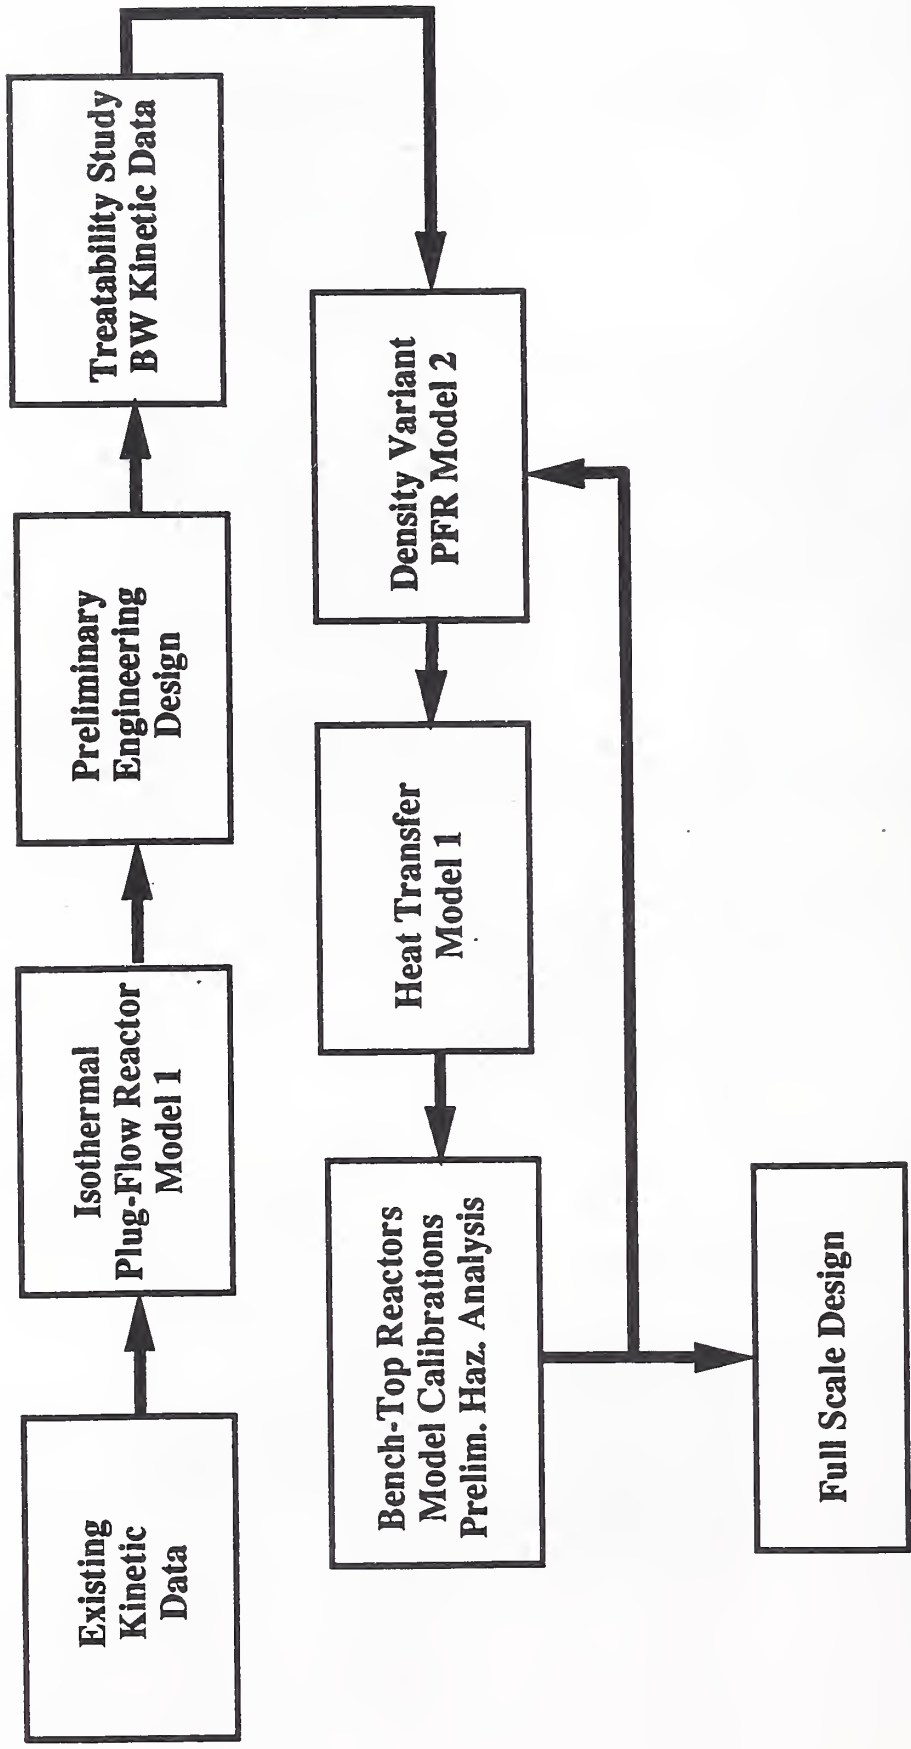 Existing
Kinetic
Data
Isothermal
Plug-Flow Reactor
Model 1
Preliminary
Engineering
Design
Treatability Study
BW Kinetic Data
Density Variant
PFR Model 2
Heat Transfer
Model 1
Bench-Top Reactors
Model Calibrations
Prelim. Haz. Analysis
Full Scale Design